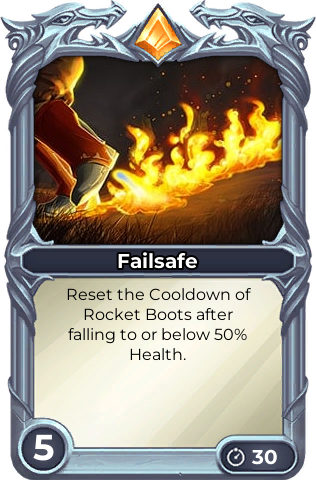 Failsafe
Reset the Cooldown of
Rocket Boots after
falling to or below 50%
Health.
5
30